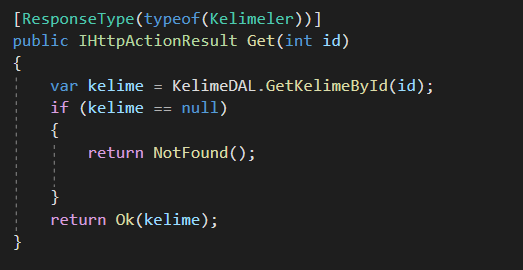 [ResponseType(typeof(Kelimeler))]
public IHttpActionResult Get(int id)
{
    var kelime = KelimeDAL.GetKelimeById(id);
    if (kelime == null)
    {
        return NotFound();
    }
    return Ok(kelime);
}